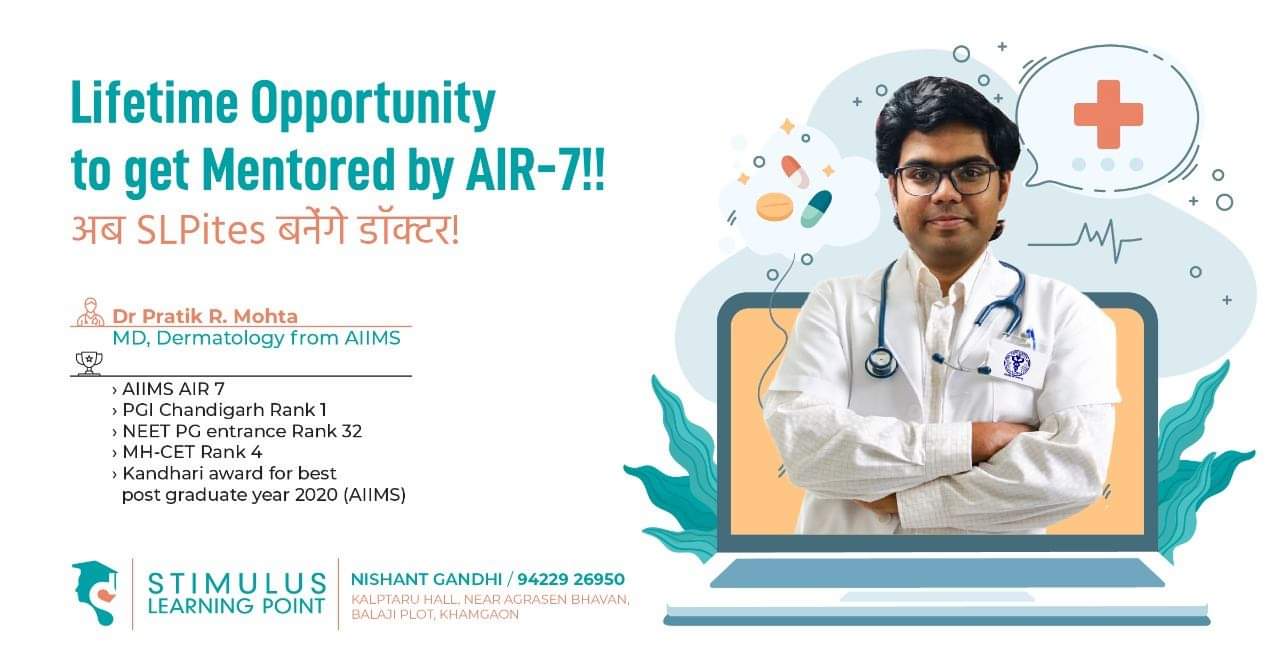 Lifetime Opportunity
to get Mentored by AIR-7!!
अब SLPites बनेंगे डॉक्टर!
Dr Pratik R. Mohta
MD, Dermatology from AIIMS
› AIIMS AIR 7
› PGI Chandigarh Rank 1
› NEET PG entrance Rank 32
› MH-CET Rank 4
› Kandhari award for best
post graduate year 2020 (AIIMS)
STIMULUS
LEARNING POINT
NISHANT GANDHI / 94229 26950
KALPTARU HALL, NEAR AGRASEN BHAVAN,
BALAJI PLOT, KHAMGAON